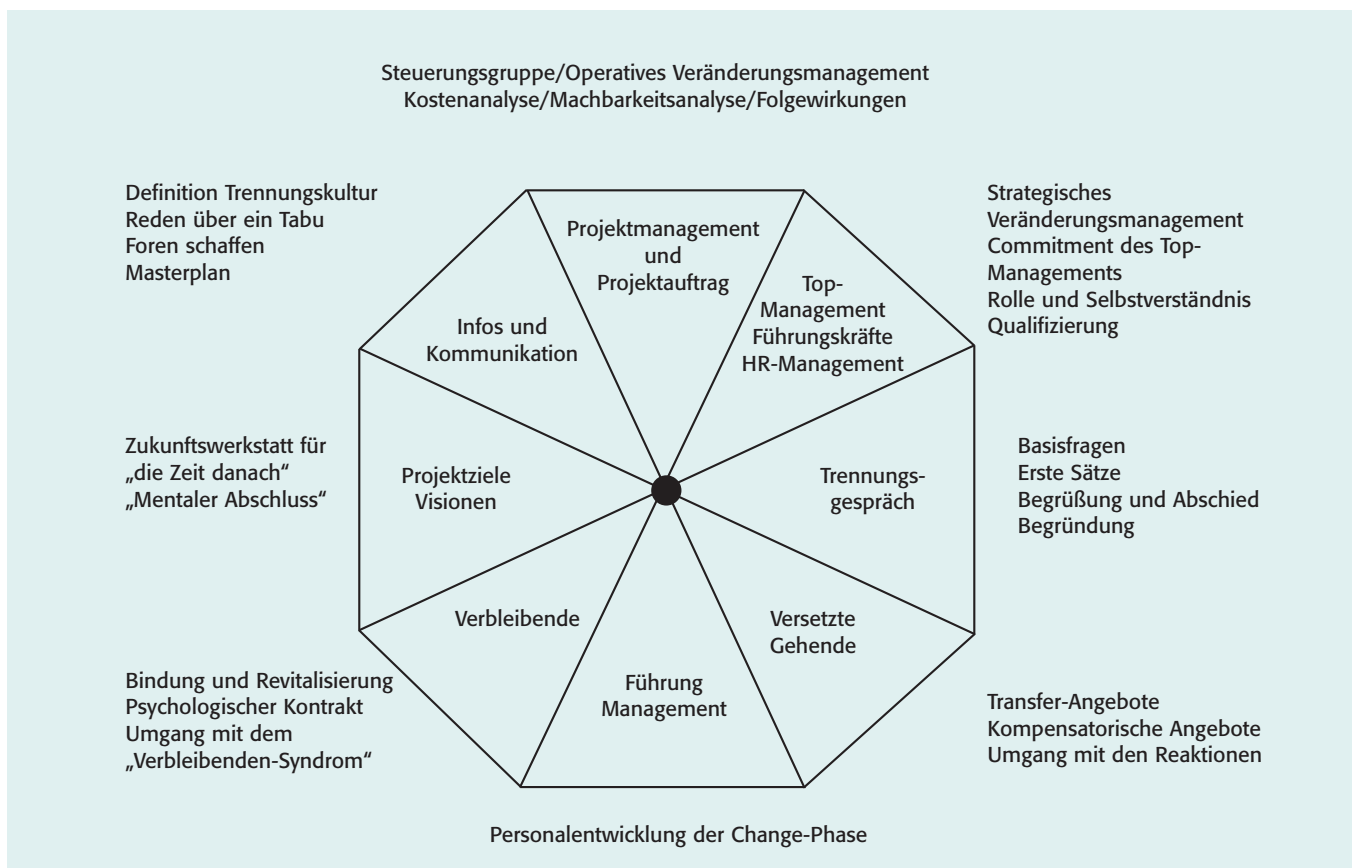 Steuerungsgruppe/Operatives Veränderungsmanagement
Kostenanalyse/Machbarkeitsanalyse/Folgewirkungen
Definition Trennungskultur
Reden über ein Tabu
Foren schaffen
Masterplan
Projektmanagement
und
Projektauftrag
Strategisches
Veränderungsmanagement
Commitment des Top-
Managements
Rolle und Selbstverständnis
Qualifizierung
Infos und
Kommunikation
Top-
Management
Führungskräfte
HR-Management
Zukunftswerkstatt für
„die Zeit danach“
„Mentaler Abschluss“
Projektziele
Visionen
Trennungs-
gespräch
Basisfragen
Erste Sätze
Begrüßung und Abschied
Begründung
Verbleibende
Versetzte
Gehende
Bindung und Revitalisierung
Psychologischer Kontrakt
Umgang mit dem
„Verbleibenden-Syndrom“
Führung
Management
Transfer-Angebote
Kompensatorische Angebote
Umgang mit den Reaktionen
Personalentwicklung der Change-Phase